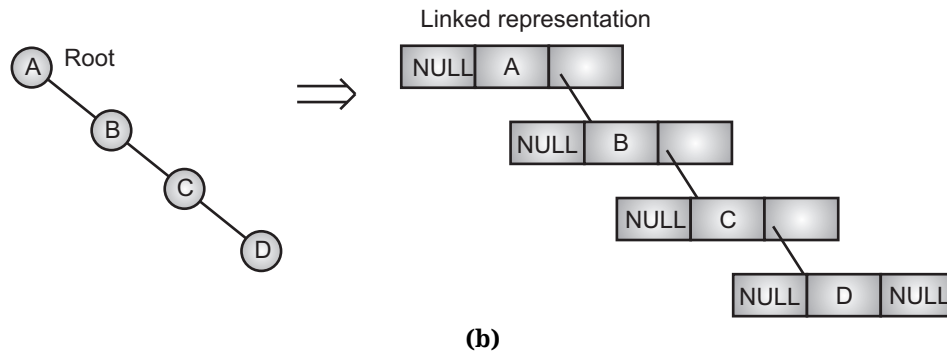 Linked representation
A Root
NULL A
B
NULL B
C
NULL C
D
NULL D NULL
(b)